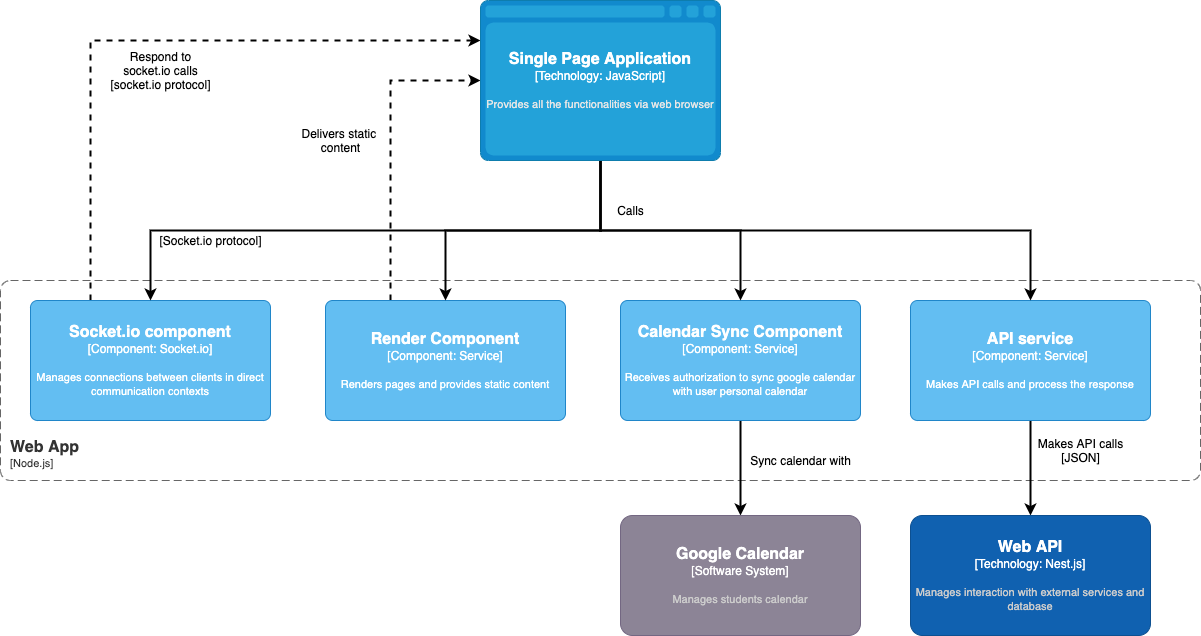 Single Page Application
[Technology: JavaScript]
Provides all the functionalities via web browser
Respond to
socket.io calls
[socket.io protocol]
Delivers static
content
Calls
[Socket.io protocol]
Socket.io component
[Component: Socket.io]
Manages connections between clients in direct
communication contexts
Render Component
[Component: Service]
Renders pages and provides static content
Calendar Sync Component
[Component: Service]
Receives authorization to sync google calendar
with user personal calendar
API service
[Component: Service]
Makes API calls and process the response
Web App
[Node.js]
Sync calendar with
Makes API calls
[JSON]
Google Calendar
[Software System]
Manages students calendar
Web API
[Technology: Nest.js]
Manages interaction with external services and
database